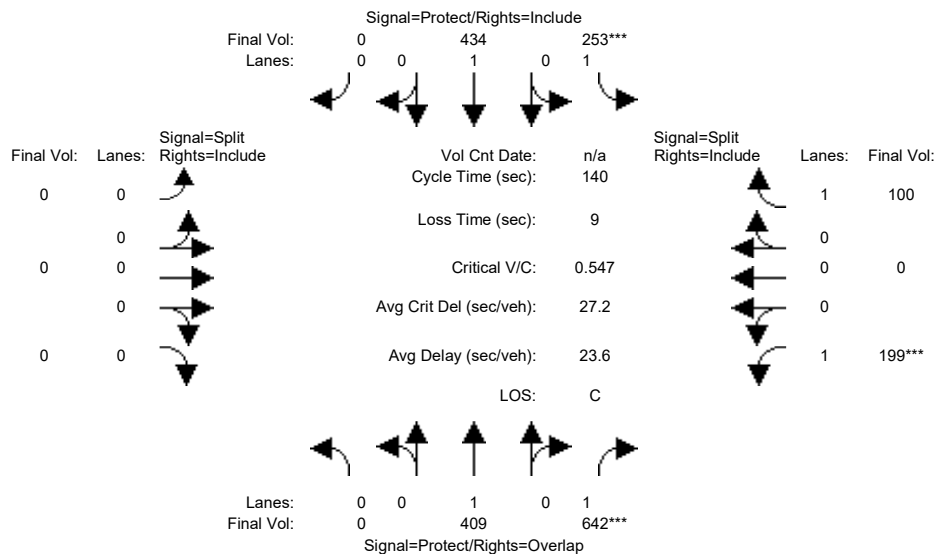 Signal=Protect/Rights=Include
Final Vol: 0 434 253***
Lanes: 0 0 1 0 1
Signal=Split
Final Vol: Lanes: Rights=Include
Vol Cnt Date: n/a
Signal=Split
Rights=Include Lanes: Final Vol:
Cycle Time (sec): 140
0 0
1 100
Loss Time (sec): 9
0
0
0 0
Critical V/C: 0.547
0 0
0
Avg Crit Del (sec/veh): 27.2
0
0 0
Avg Delay (sec/veh): 23.6
1 199***
LOS: C
Lanes: 0 0 1 0 1
Final Vol: 0 409 642***
Signal=Protect/Rights=Overlap